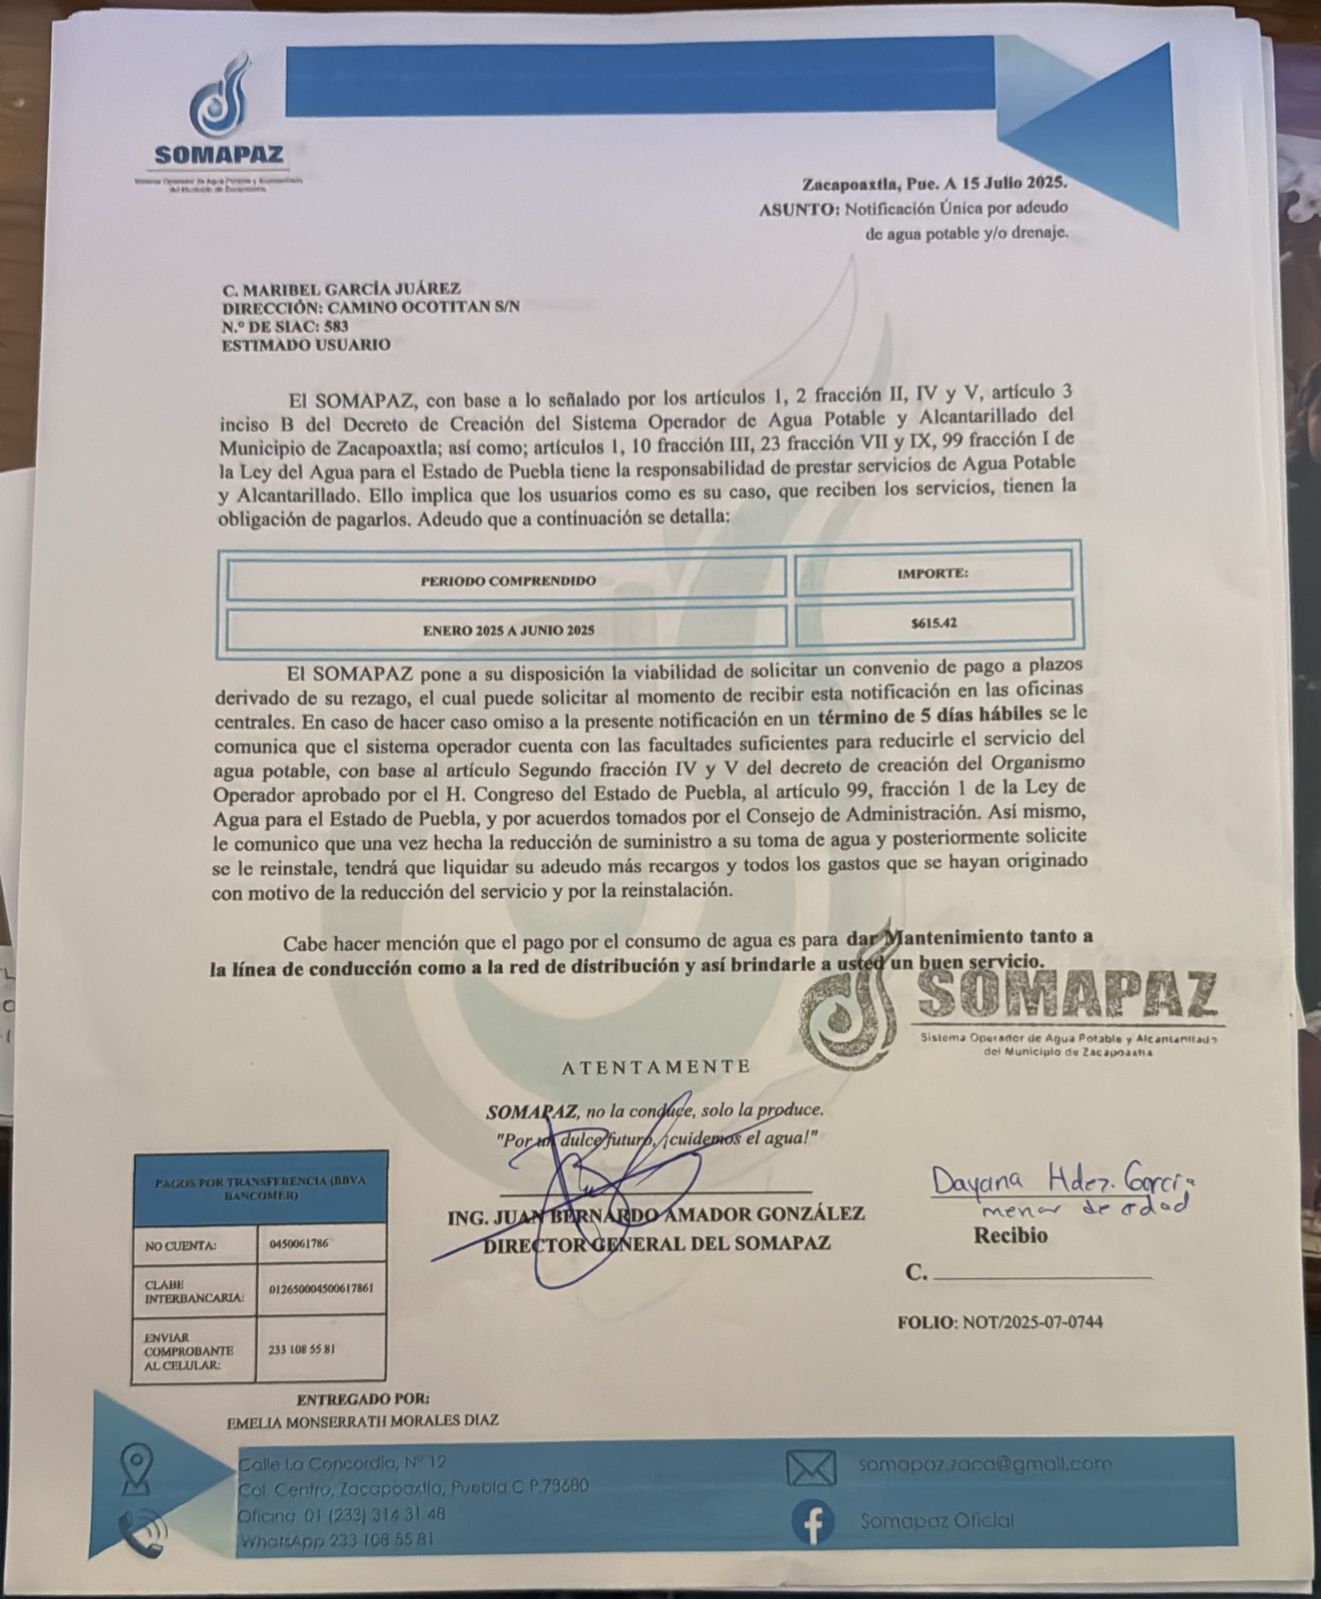 SOMAPAZ
Sistema Operador de Agua Potable y Alcantarillado
del Municipio de Zacapoaxtla
Zacapoaxtla, Pue. A 15 Julio 2025.
ASUNTO: Notificación Única por adeudo
de agua potable y/o drenaje.
C. MARIBEL GARCÍA JUÁREZ
DIRECCIÓN: CAMINO OCOTITAN S/N
N.º DE SIAC: 583
ESTIMADO USUARIO
El SOMAPAZ, con base a lo señalado por los artículos 1, 2 fracción II, IV y V, artículo 3
inciso B del Decreto de Creación del Sistema Operador de Agua Potable y Alcantarillado del
Municipio de Zacapoaxtla; así como; artículos 1, 10 fracción III, 23 fracción VII y IX, 99 fracción I de
la Ley del Agua para el Estado de Puebla tiene la responsabilidad de prestar servicios de Agua Potable
y Alcantarillado. Ello implica que los usuarios como es su caso, que reciben los servicios, tienen la
obligación de pagarlos. Adeudo que a continuación se detalla:
PERIODO COMPRENDIDO IMPORTE:
ENERO 2025 A JUNIO 2025 $615.42
El SOMAPAZ pone a su disposición la viabilidad de solicitar un convenio de pago a plazos
derivado de su rezago, el cual puede solicitar al momento de recibir esta notificación en las oficinas
centrales. En caso de hacer caso omiso a la presente notificación en un término de 5 días hábiles se le
comunica que el sistema operador cuenta con las facultades suficientes para reducirle el servicio del
agua potable, con base al artículo Segundo fracción IV y V del decreto de creación del Organismo
Operador aprobado por el H. Congreso del Estado de Puebla, al artículo 99, fracción 1 de la Ley de
Agua para el Estado de Puebla, y por acuerdos tomados por el Consejo de Administración. Así mismo,
le comunico que una vez hecha la reducción de suministro a su toma de agua y posteriormente solicite
se le reinstale, tendrá que liquidar su adeudo más recargos y todos los gastos que se hayan originado
con motivo de la reducción del servicio y por la reinstalación.
Cabe hacer mención que el pago por el consumo de agua es para dar Mantenimiento tanto a
la línea de conducción como a la red de distribución y así brindarle a usted un buen servicio.
SOMAPAZ
Sistema Operador de Agua Potable y Alcantarillado
del Municipio de Zacapoaxtla
ATENTAMENTE
SOMAPAZ, no la conduce, solo la produce.
"Por un dulce futuro, ¡cuidemos el agua!"
ING. JUAN BERNARDO AMADOR GONZÁLEZ
DIRECTOR GENERAL DEL SOMAPAZ
Dayana Hdez. García
menor de edad
Recibio
C.
FOLIO: NOT/2025-07-0744
PAGOS POR TRANSFERENCIA (BBVA
BANCOMER)
NO CUENTA: 0450061786
CLABE
INTERBANCARIA: 012650004500617861
ENVIAR
COMPROBANTE
AL CELULAR: 233 108 55 81
ENTREGADO POR:
EMELIA MONSERRATH MORALES DIAZ
Calle La Concordia, Nº 12
Col. Centro, Zacapoaxtla, Puebla.C.P.73680
Oficina 01 (233) 314 31 48
WhatsApp 233 108 55 81
somapaz.zaca@gmail.com
Somapaz Oficial